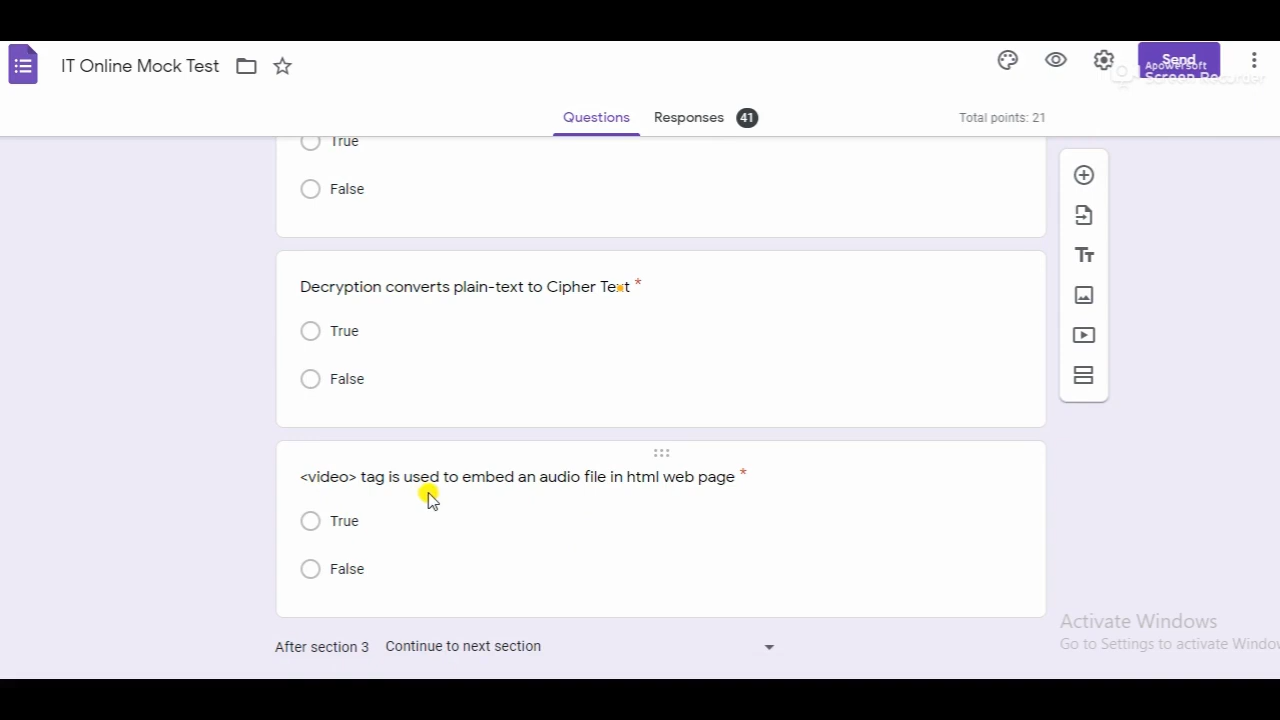 IT Online Mock Test
Send
Apowersoft
Screen Recorder
Questions
Responses
41
Total points: 21
True
False
Decryption converts plain-text to Cipher Text *
True
False
<video> tag is used to embed an audio file in html web page *
True
False
After section 3
Continue to next section
Activate Windows
Go to Settings to activate Window